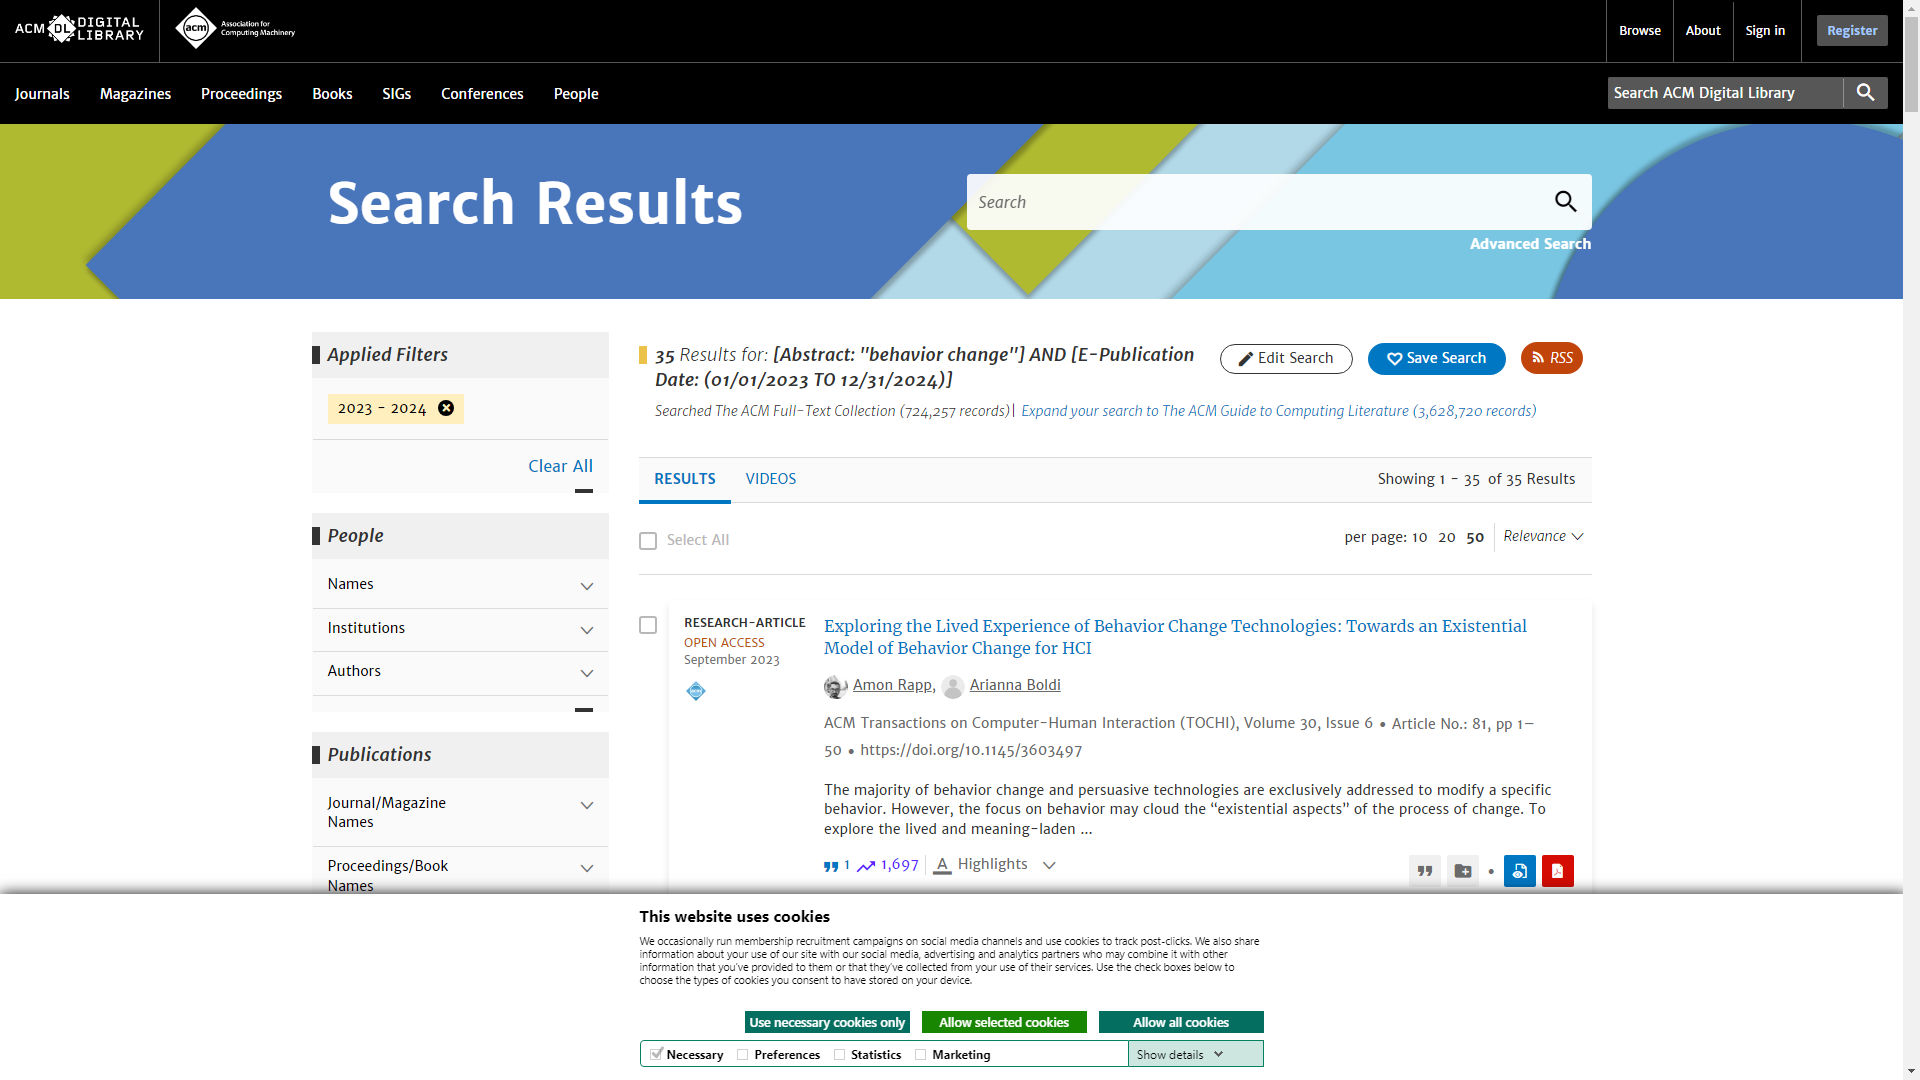 ACM DL DIGITAL LIBRARY
acm Association for Computing Machinery
Browse
About
Sign in
Register
Journals
Magazines
Proceedings
Books
SIGs
Conferences
People
Search ACM Digital Library
Search Results
Search
Advanced Search
Applied Filters
2023 - 2024
Clear All
People
Names
Institutions
Authors
Publications
Journal/Magazine
Names
Proceedings/Book
Names
35 Results for: [Abstract: "behavior change"] AND [E-Publication
Date: (01/01/2023 TO 12/31/2024)]
Edit Search
Save Search
RSS
Searched The ACM Full-Text Collection (724,257 records)| Expand your search to The ACM Guide to Computing Literature (3,628,720 records)
RESULTS
VIDEOS
Showing 1 - 35 of 35 Results
Select All
per page: 10 20 50
Relevance
RESEARCH-ARTICLE
OPEN ACCESS
September 2023
Exploring the Lived Experience of Behavior Change Technologies: Towards an Existential
Model of Behavior Change for HCI
Amon Rapp, Arianna Boldi
ACM Transactions on Computer-Human Interaction (TOCHI), Volume 30, Issue 6 • Article No.: 81, pp 1–
50 • https://doi.org/10.1145/3603497
The majority of behavior change and persuasive technologies are exclusively addressed to modify a specific
behavior. However, the focus on behavior may cloud the “existential aspects” of the process of change. To
explore the lived and meaning-laden ...
1
1,697
A Highlights
This website uses cookies
We occasionally run membership recruitment campaigns on social media channels and use cookies to track post-clicks. We also share
information about your use of our site with our social media, advertising and analytics partners who may combine it with other
information that you've provided to them or that they've collected from your use of their services. Use the check boxes below to
choose the types of cookies you consent to have stored on your device.
Use necessary cookies only
Allow selected cookies
Allow all cookies
Necessary
Preferences
Statistics
Marketing
Show details